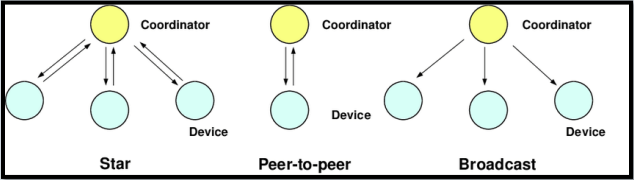 Coordinator
Device
Star
Coordinator
Device
Peer-to-peer
Coordinator
Device
Broadcast